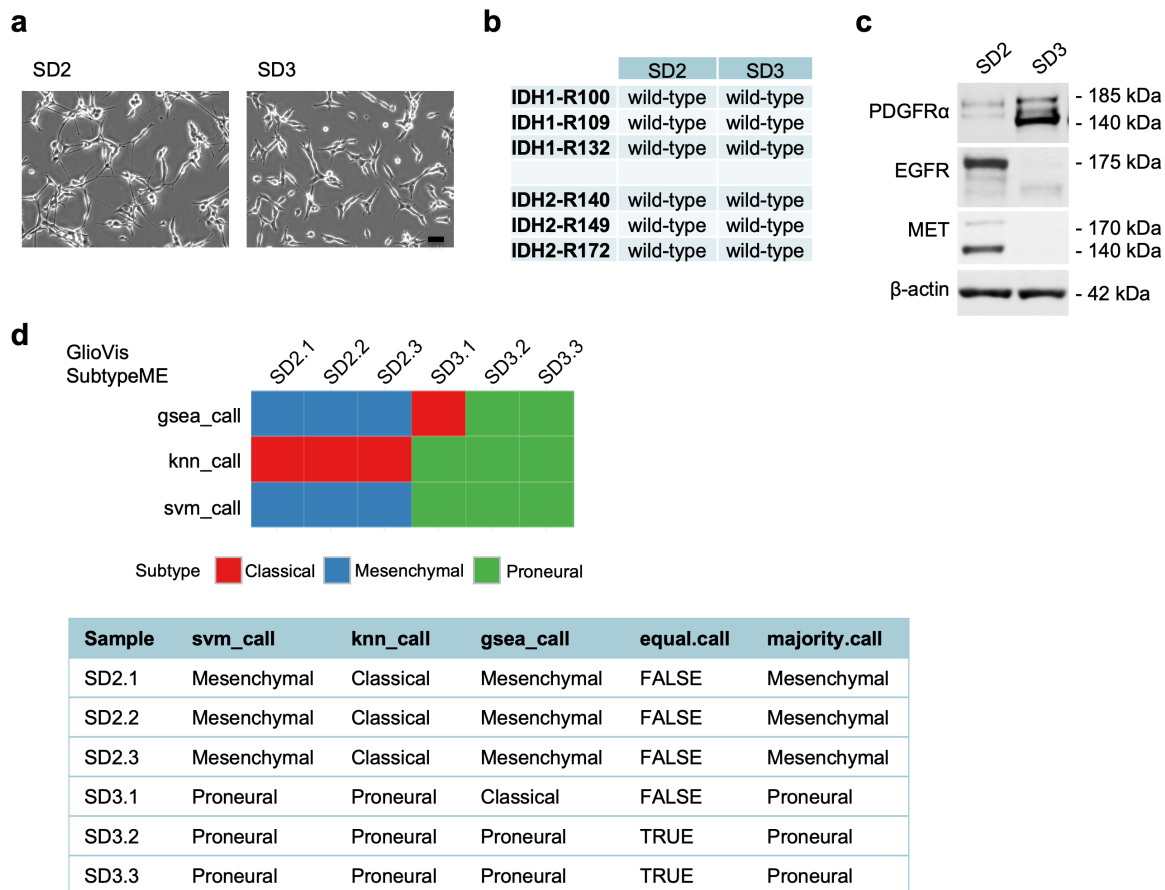 a
SD2 SD3
b
SD2 SD3
IDH1-R100 wild-type wild-type
IDH1-R109 wild-type wild-type
IDH1-R132 wild-type wild-type
IDH2-R140 wild-type wild-type
IDH2-R149 wild-type wild-type
IDH2-R172 wild-type wild-type
c
SD2 SD3
PDGFRα - 185 kDa
- 140 kDa
EGFR - 175 kDa
MET - 170 kDa
- 140 kDa
β-actin - 42 kDa
d
GlioVis
SubtypeME
SD2.1 SD2.2 SD2.3 SD3.1 SD3.2 SD3.3
gsea_call
knn_call
svm_call
Subtype Classical Mesenchymal Proneural
Sample svm_call knn_call gsea_call equal.call majority.call
SD2.1 Mesenchymal Classical Mesenchymal FALSE Mesenchymal
SD2.2 Mesenchymal Classical Mesenchymal FALSE Mesenchymal
SD2.3 Mesenchymal Classical Mesenchymal FALSE Mesenchymal
SD3.1 Proneural Proneural Classical FALSE Proneural
SD3.2 Proneural Proneural Proneural TRUE Proneural
SD3.3 Proneural Proneural Proneural TRUE Proneural